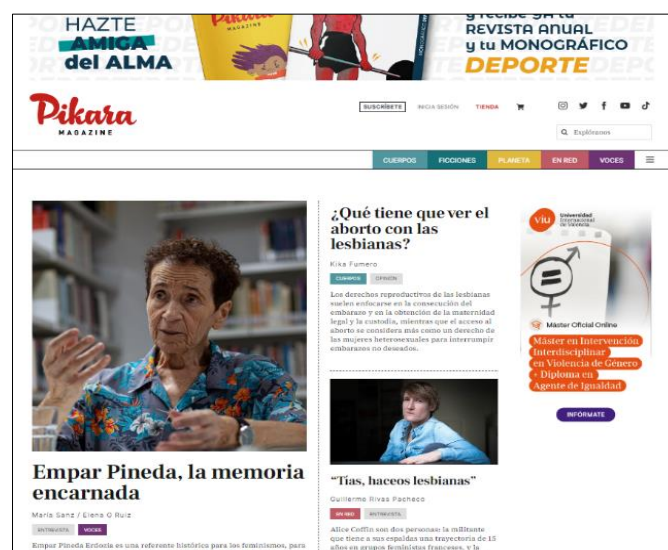 HAZTE
AMIGA
del ALMA
Pikara
MAGAZINE
y recibe YA tu
REVISTA ANUAL
y tu MONOGRÁFICO
DEPORTE
Pikara
MAGAZINE
SUSCRÍBETE
INICIA SESIÓN
TIENDA
Explóranos
CUERPOS
FICCIONES
PLANETA
EN RED
VOCES
Empar Pineda, la memoria
encarnada
María Sanz / Elena O Ruiz
ENTREVISTA
VOCES
Empar Pineda Erdozia es una referente histórica para los feminismos, para
¿Qué tiene que ver el
aborto con las
lesbianas?
Kika Fumero
CUERPOS
OPINIÓN
Los derechos reproductivos de las lesbianas
suelen enfocarse en la consecución del
embarazo y en la obtención de la maternidad
legal y la custodia, mientras que el acceso al
aborto se considera más como un derecho de
las mujeres heterosexuales para interrumpir
embarazos no deseados.
“Tías, haceos lesbianas”
Guillermo Rivas Pacheco
EN RED
ENTREVISTA
Alice Coffin son dos personas: la militante
que tiene a sus espaldas una trayectoria de 15
años en grupos feministas franceses, y la
viu
Universidad
Internacional
de Valencia
Máster Oficial Online
Máster en Intervención
Interdisciplinar
en Violencia de Género
+ Diploma en
Agente de Igualdad
INFÓRMATE